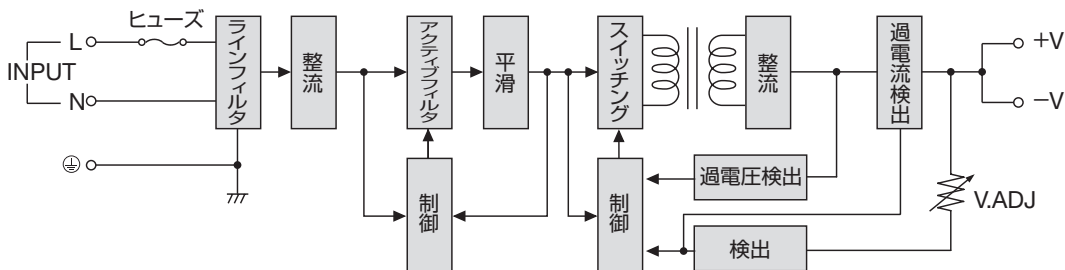 ヒューズ
L
INPUT
N
ラインフィルタ
整流
アクティブフィルタ
平滑
スイッチング
整流
過電流検出
+V
−V
制御
制御
過電圧検出
検出
V.ADJ